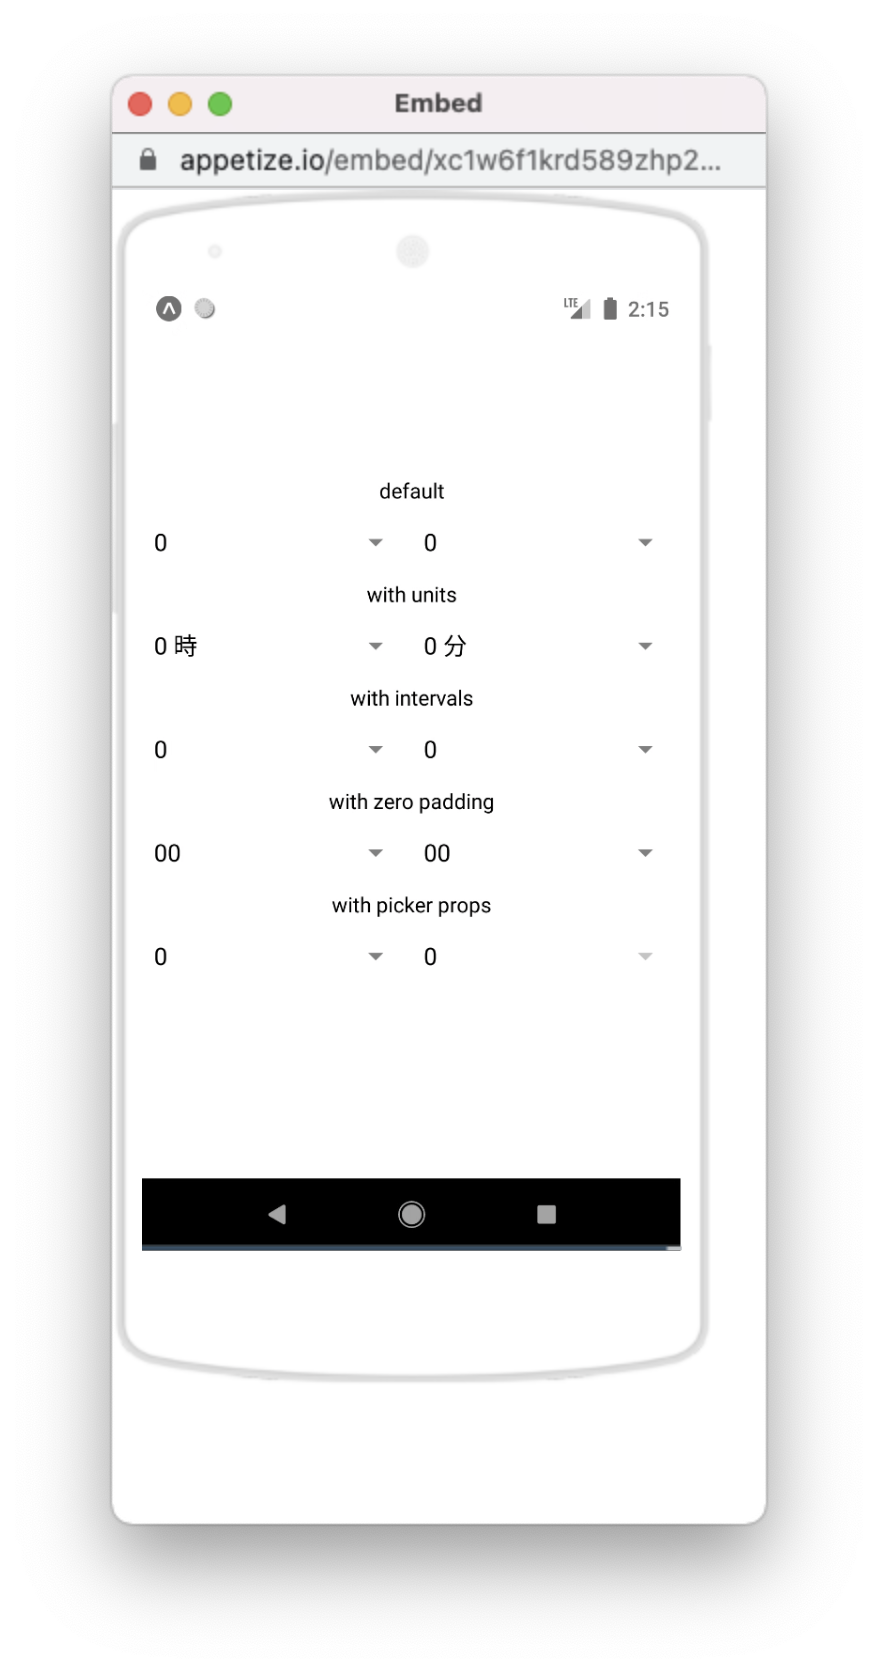 Embed
appetize.io/embed/xc1w6f1krd589zhp2...
LTE 2:15
default
0 0
with units
0 時 0 分
with intervals
0 0
with zero padding
00 00
with picker props
0 0